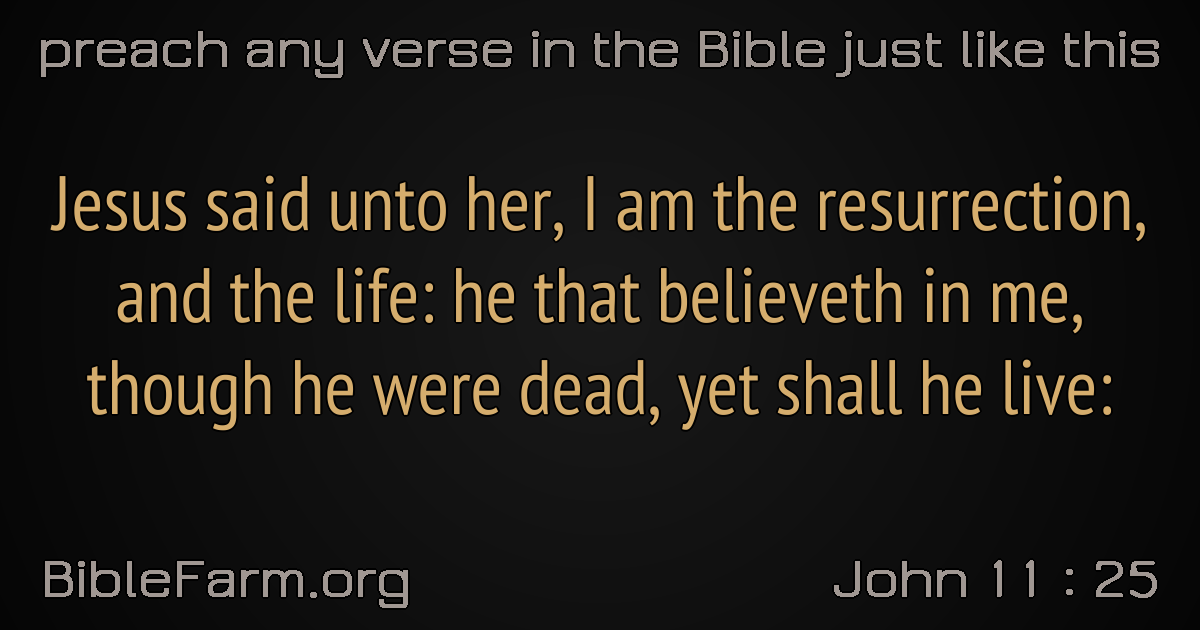 preach any verse in the Bible just like this
Jesus said unto her, I am the resurrection,
and the life: he that believeth in me,
though he were dead, yet shall he live:
BibleFarm.org
John 11 : 25